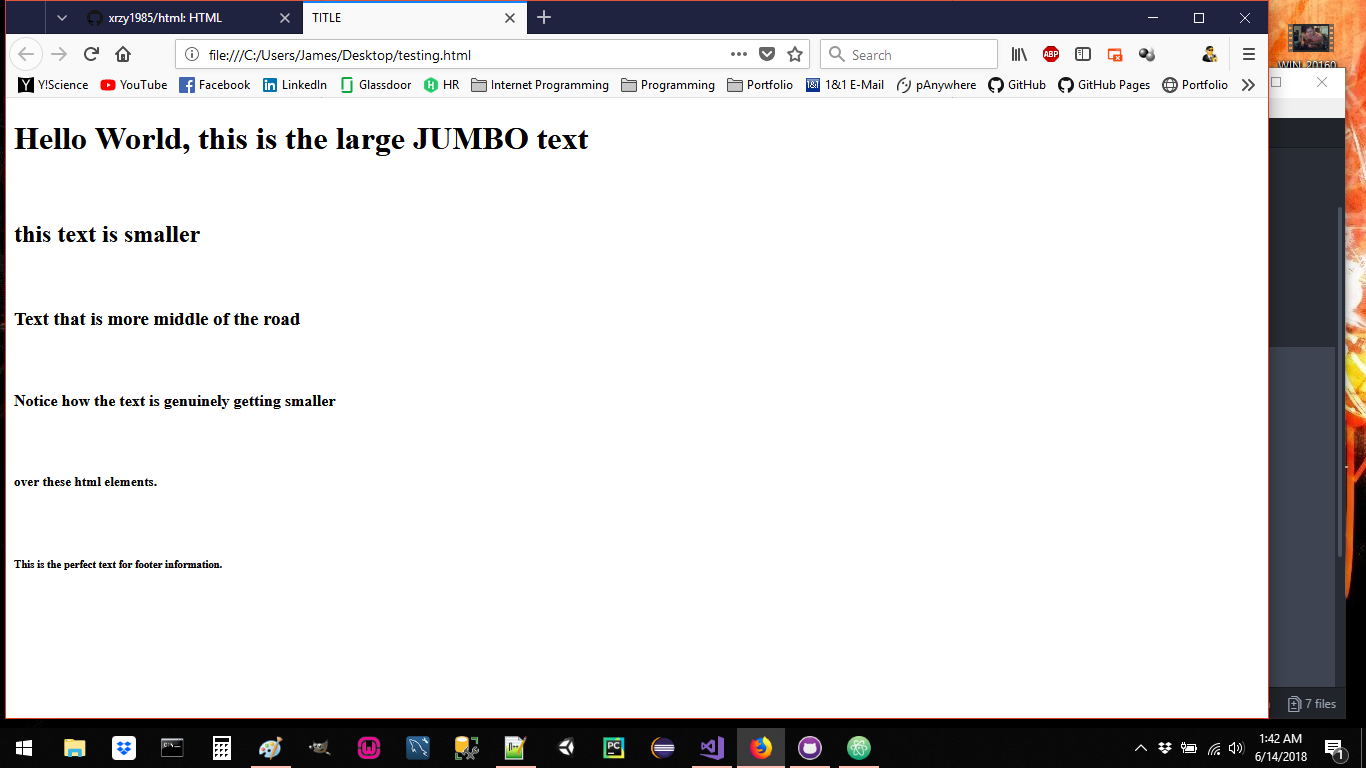 xrzy1985/html: HTML
TITLE
file:///C:/Users/James/Desktop/testing.html
Search
ABP
Y!Science YouTube Facebook LinkedIn Glassdoor HR Internet Programming Programming Portfolio 1&1 E-Mail pAnywhere GitHub GitHub Pages Portfolio
WIN_20160
Hello World, this is the large JUMBO text
this text is smaller
Text that is more middle of the road
Notice how the text is genuinely getting smaller
over these html elements.
This is the perfect text for footer information.
7 files
PC
1:42 AM
6/14/2018
1